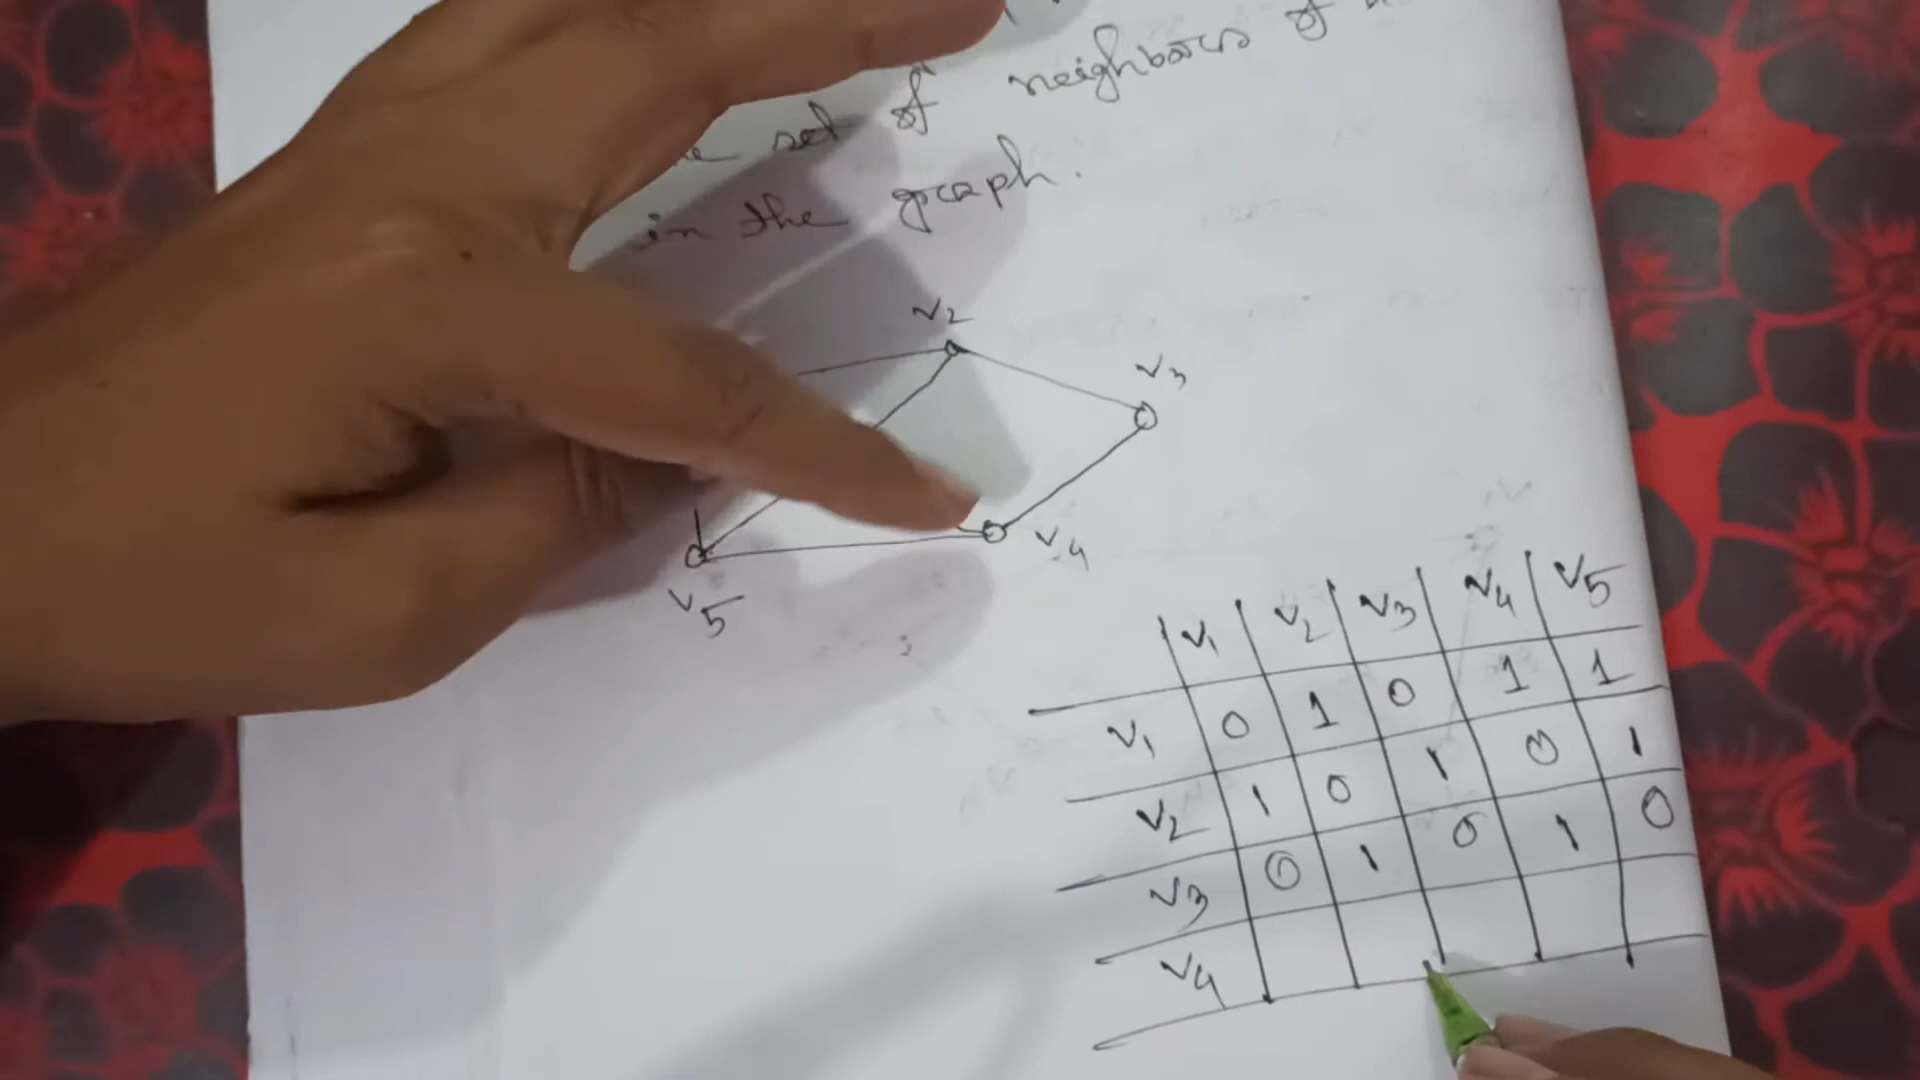 set of neighbors of
in the graph.
v2
v3
v4
v5
v1 v2 v3 v4 v5
v1 0 1 0 1 1
v2 1 0 1 0 1
v3 0 1 0 1 0
v4